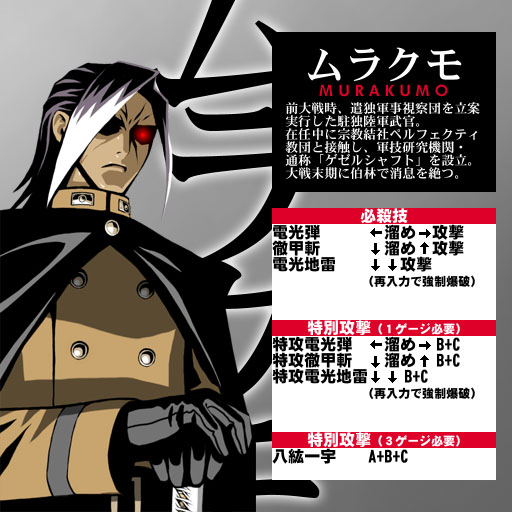 ムラクモ
ムラクモ
MURAKUMO
前大戦時、遣独軍事視察団を立案
実行した駐独陸軍武官。
在任中に宗教結社ペルフェクティ
教団と接触し、軍技研究機関・
通称「ゲゼルシャフト」を設立。
大戦末期に伯林で消息を絶つ。
必殺技
電光弾 ←溜め→攻撃
徹甲斬 ↓溜め↑攻撃
電光地雷 ↓↓攻撃
(再入力で強制爆破)
特別攻撃(1ゲージ必要)
特攻電光弾 ←溜め→ B+C
特攻徹甲斬 ↓溜め↑ B+C
特攻電光地雷 ↓↓ B+C
(再入力で強制爆破)
特別攻撃(3ゲージ必要)
八紘一宇 A+B+C